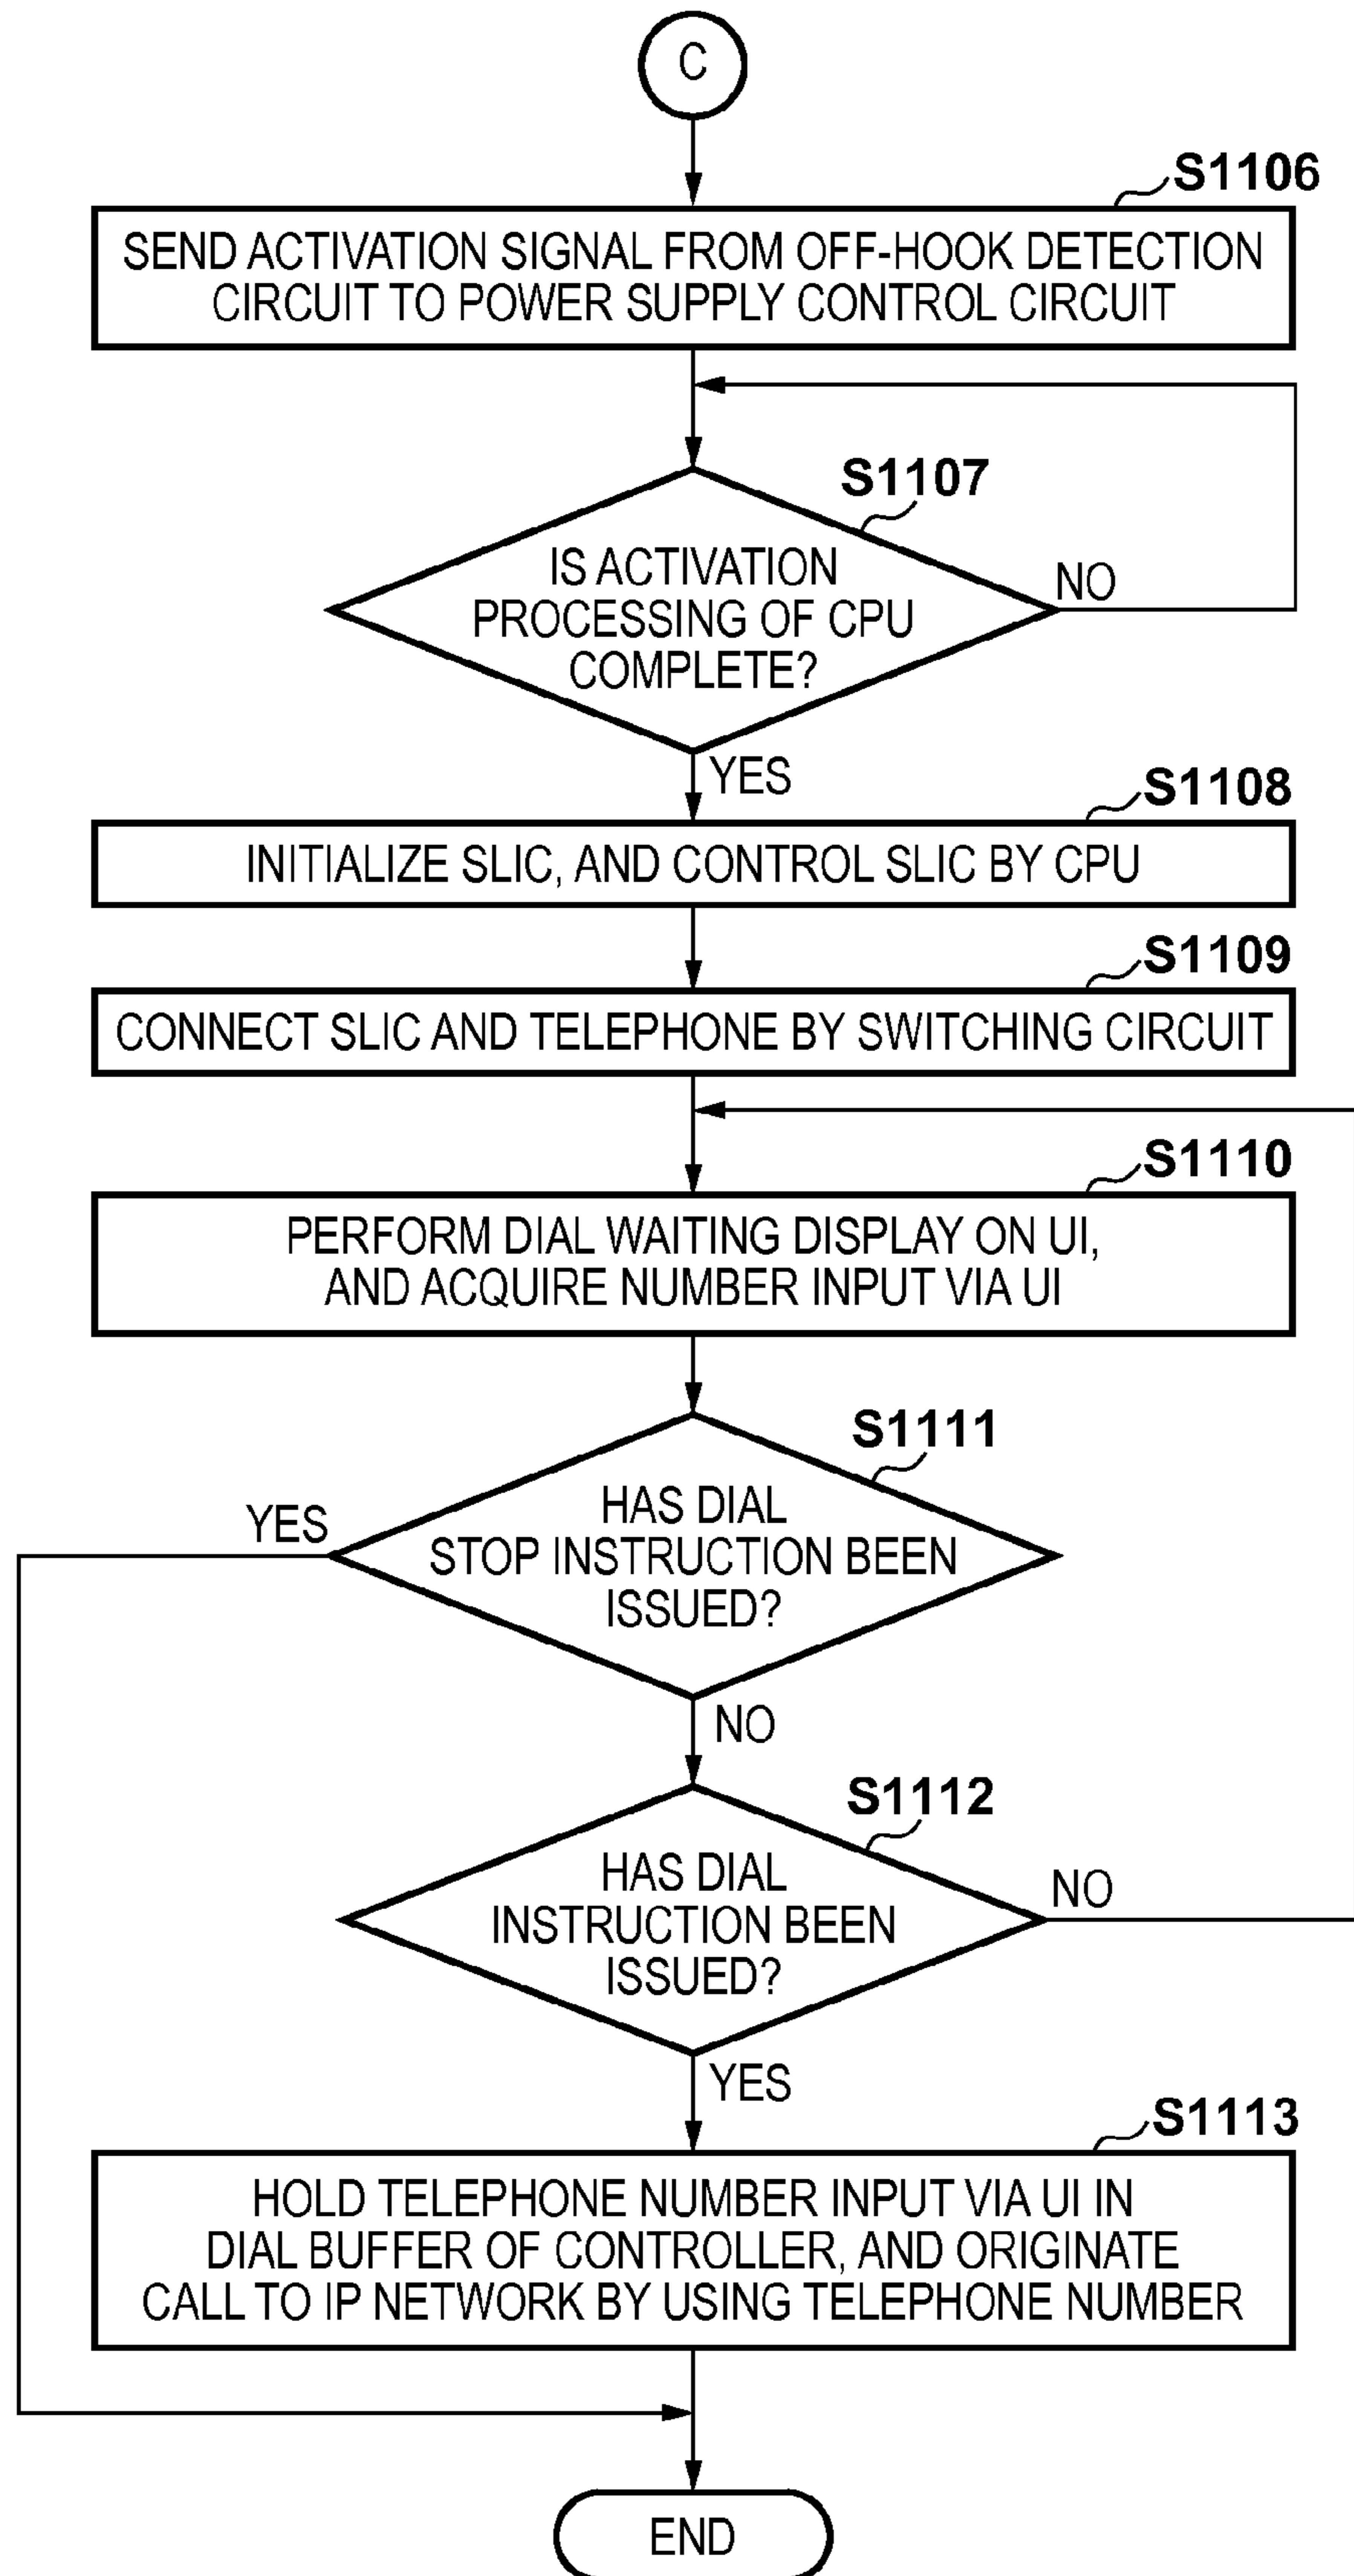 C
S1106
SEND ACTIVATION SIGNAL FROM OFF-HOOK DETECTION
CIRCUIT TO POWER SUPPLY CONTROL CIRCUIT
S1107
IS ACTIVATION
PROCESSING OF CPU
COMPLETE?
NO
YES
S1108
INITIALIZE SLIC, AND CONTROL SLIC BY CPU
S1109
CONNECT SLIC AND TELEPHONE BY SWITCHING CIRCUIT
S1110
PERFORM DIAL WAITING DISPLAY ON UI,
AND ACQUIRE NUMBER INPUT VIA UI
S1111
HAS DIAL
STOP INSTRUCTION BEEN
ISSUED?
YES
NO
S1112
HAS DIAL
INSTRUCTION BEEN
ISSUED?
NO
YES
S1113
HOLD TELEPHONE NUMBER INPUT VIA UI IN
DIAL BUFFER OF CONTROLLER, AND ORIGINATE
CALL TO IP NETWORK BY USING TELEPHONE NUMBER
END